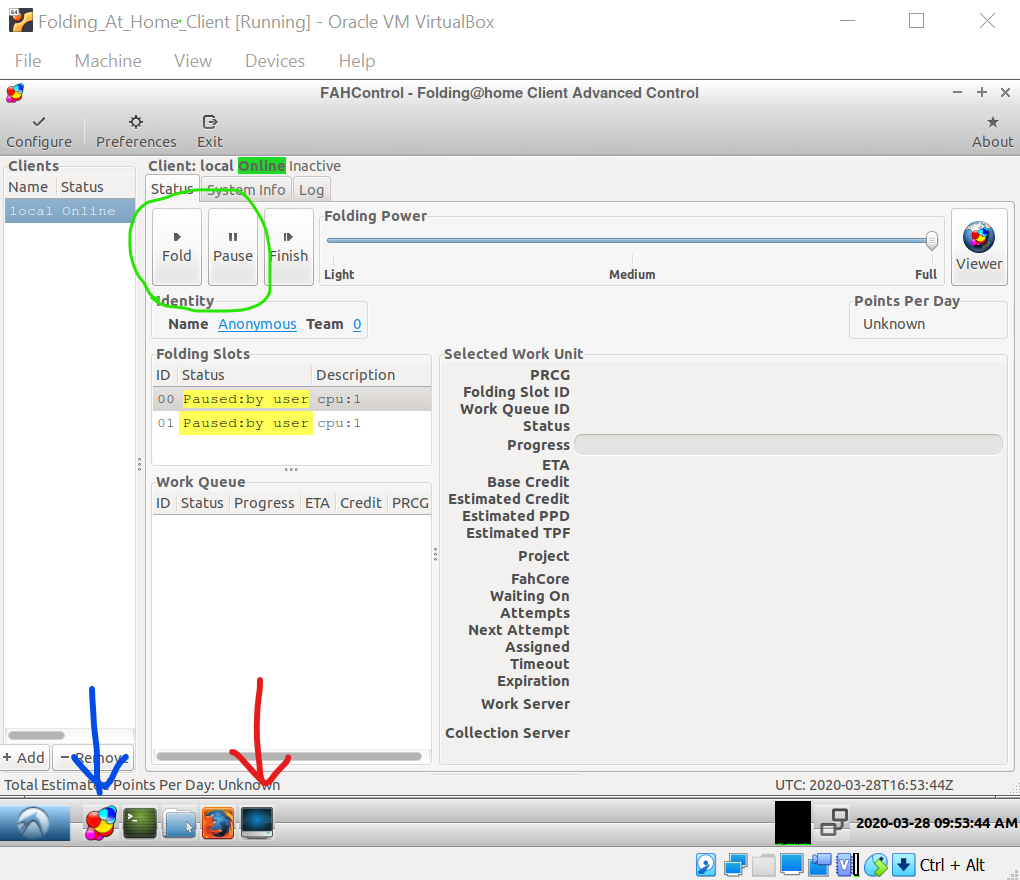 Folding_At_Home_Client [Running] - Oracle VM VirtualBox
File Machine View Devices Help
FAHControl - Folding@home Client Advanced Control
Configure Preferences Exit About
Clients
Name Status
local Online
Client: local Online Inactive
Status System Info Log
Fold Pause Finish
Folding Power
Light Medium Full
Viewer
Identity
Name Anonymous Team 0
Points Per Day
Unknown
Folding Slots
ID Status Description
00 Paused:by user cpu:1
01 Paused:by user cpu:1
Work Queue
ID Status Progress ETA Credit PRCG
Selected Work Unit
PRCG
Folding Slot ID
Work Queue ID
Status
Progress
ETA
Base Credit
Estimated Credit
Estimated PPD
Estimated TPF
Project
FahCore
Waiting On
Attempts
Next Attempt
Assigned
Timeout
Expiration
Work Server
Collection Server
+ Add − Remove
Total Estimated Points Per Day: Unknown UTC: 2020-03-28T16:53:44Z
2020-03-28 09:53:44 AM
Ctrl + Alt